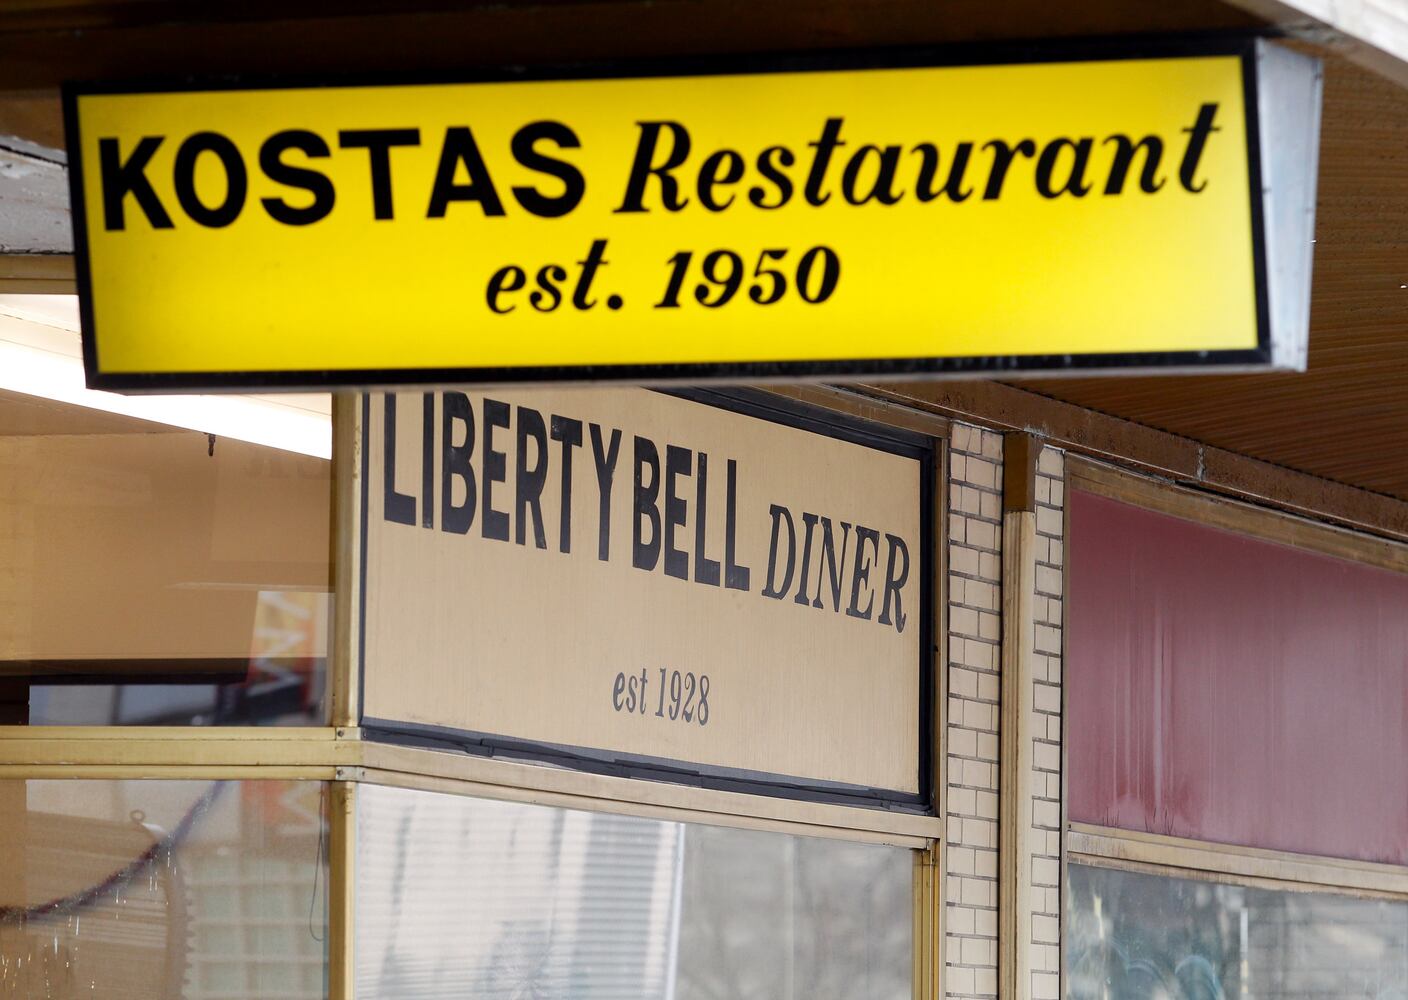 KOSTAS Restaurant
est. 1950
LIBERTY BELL DINER
est 1928